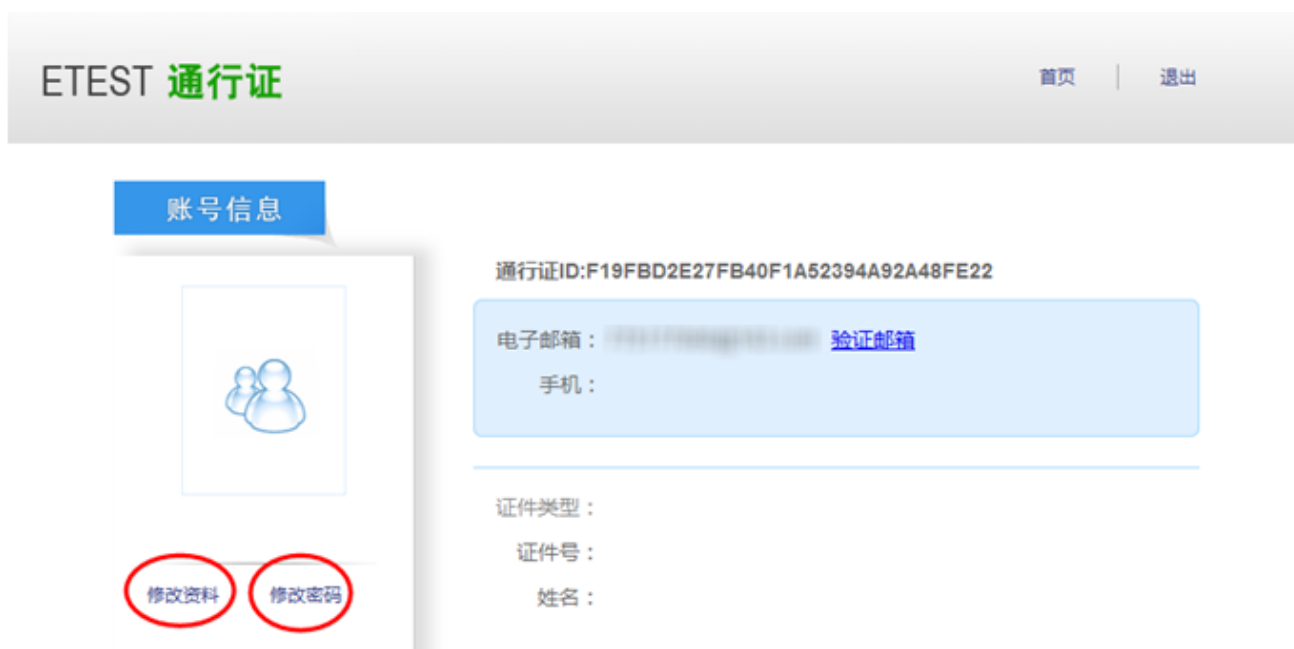 ETEST 通行证
首页 | 退出
账号信息
通行证ID:F19FBD2E27FB40F1A52394A92A48FE22
电子邮箱： 验证邮箱
手机：
证件类型：
证件号：
姓名：
修改资料 修改密码